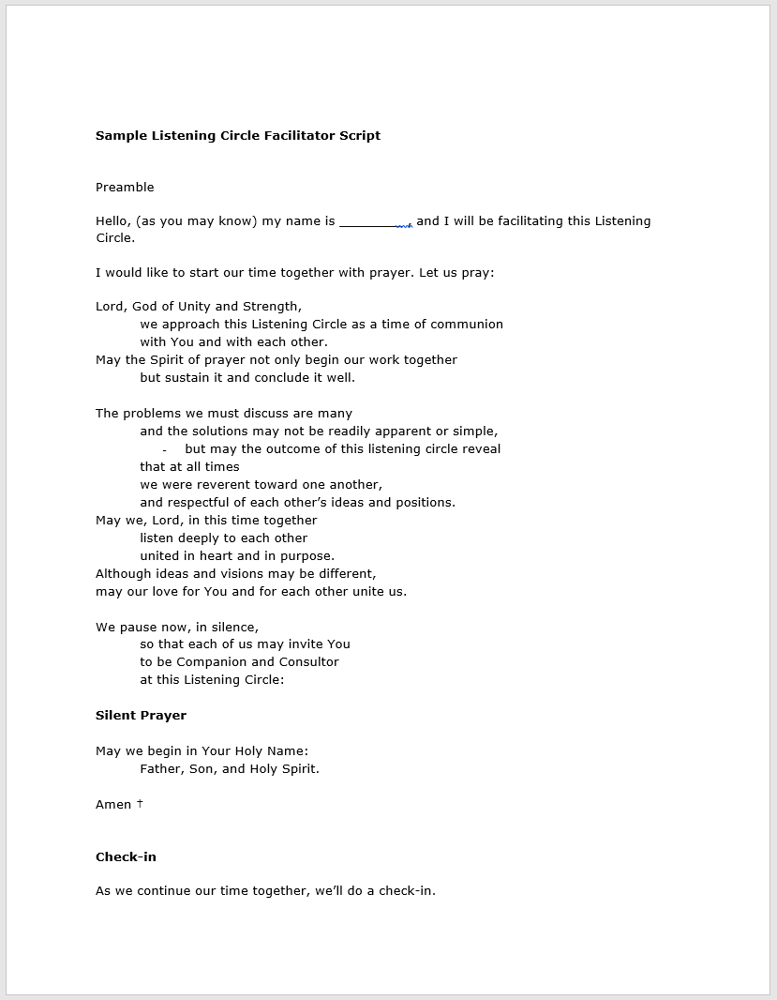 Sample Listening Circle Facilitator Script
Preamble
Hello, (as you may know) my name is __________, and I will be facilitating this Listening
Circle.
I would like to start our time together with prayer. Let us pray:
Lord, God of Unity and Strength,
we approach this Listening Circle as a time of communion
with You and with each other.
May the Spirit of prayer not only begin our work together
but sustain it and conclude it well.
The problems we must discuss are many
and the solutions may not be readily apparent or simple,
- but may the outcome of this listening circle reveal
that at all times
we were reverent toward one another,
and respectful of each other’s ideas and positions.
May we, Lord, in this time together
listen deeply to each other
united in heart and in purpose.
Although ideas and visions may be different,
may our love for You and for each other unite us.
We pause now, in silence,
so that each of us may invite You
to be Companion and Consultor
at this Listening Circle:
Silent Prayer
May we begin in Your Holy Name:
Father, Son, and Holy Spirit.
Amen †
Check-in
As we continue our time together, we’ll do a check-in.